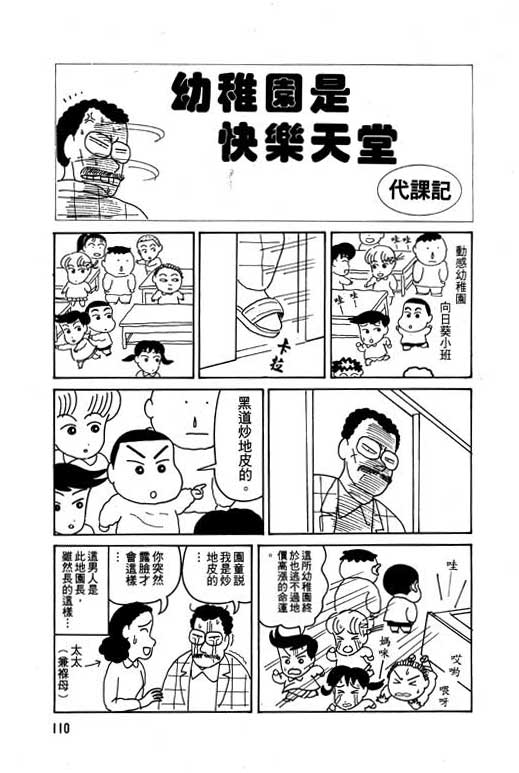 幼稚園是
快樂天堂
代課記
動感幼稚園
向日葵小班
哇
哇
哇
哇
卡
拉
黑道炒地皮的。
哇
這所幼稚園終
於也逃不過地
價高漲的命運
。
媽咪
哎喲
喂呀
園童說
我是炒
地皮的
…
你突然
露臉才
會這樣
…
這男人是
此地園長，
雖然長的這樣…
太太
（兼褓母）
110